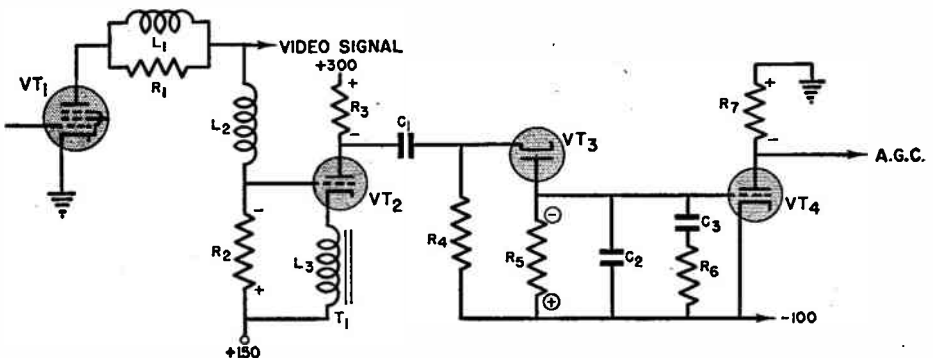 L1
R1
VIDEO SIGNAL
+300
VT1
R3
+
-
L2
C1
VT2
R2
-
+
L3
T1
+150
R4
VT3
R5
-
+
C2
C3
R6
R7
+
-
A.G.C.
VT4
-100